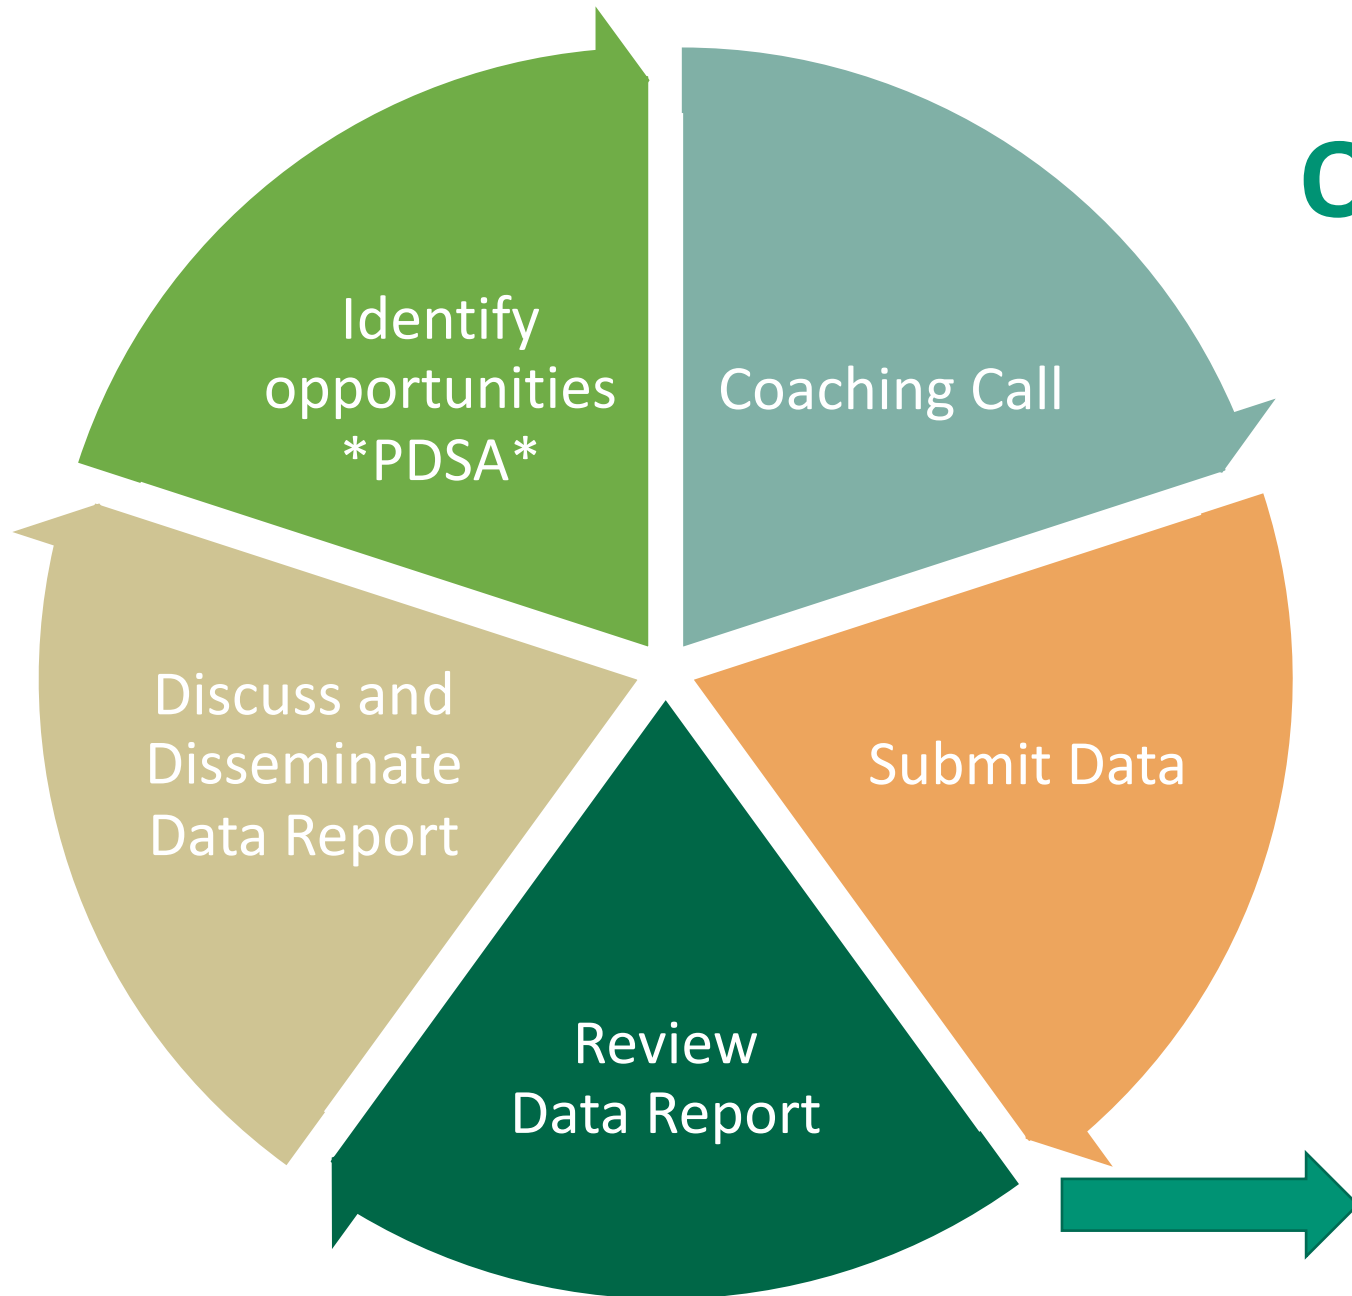 Identify
opportunities
*PDSA*
Coaching Call
Submit Data
Review
Data Report
Discuss and
Disseminate
Data Report